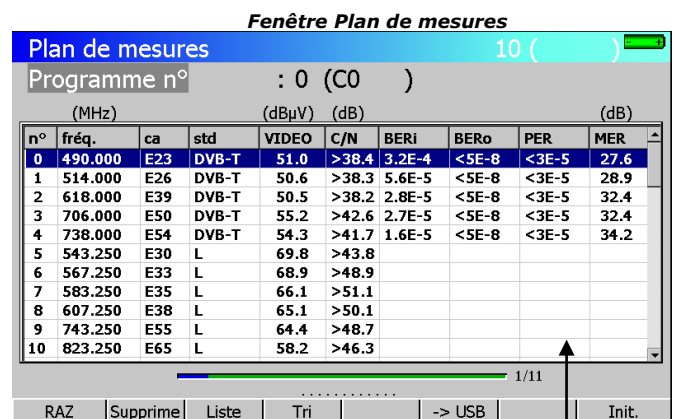 Fenêtre Plan de mesures
Plan de mesures 10 ( )
Programme n° : 0 (C0 )
(MHz) (dBµV) (dB) (dB)
n° fréq. ca std VIDEO C/N BERi BERo PER MER
0 490.000 E23 DVB-T 51.0 >38.4 3.2E-4 <5E-8 <3E-5 27.6
1 514.000 E26 DVB-T 50.6 >38.3 5.6E-5 <5E-8 <3E-5 28.9
2 618.000 E39 DVB-T 50.5 >38.2 2.8E-5 <5E-8 <3E-5 32.4
3 706.000 E50 DVB-T 55.2 >42.6 2.7E-5 <5E-8 <3E-5 32.4
4 738.000 E54 DVB-T 54.3 >41.7 1.6E-5 <5E-8 <3E-5 34.2
5 543.250 E30 L 69.8 >43.8
6 567.250 E33 L 68.9 >48.9
7 583.250 E35 L 66.1 >51.1
8 607.250 E38 L 65.1 >50.1
9 743.250 E55 L 64.4 >48.7
10 823.250 E65 L 58.2 >46.3
1/11
RAZ Supprime Liste Tri -> USB Init.